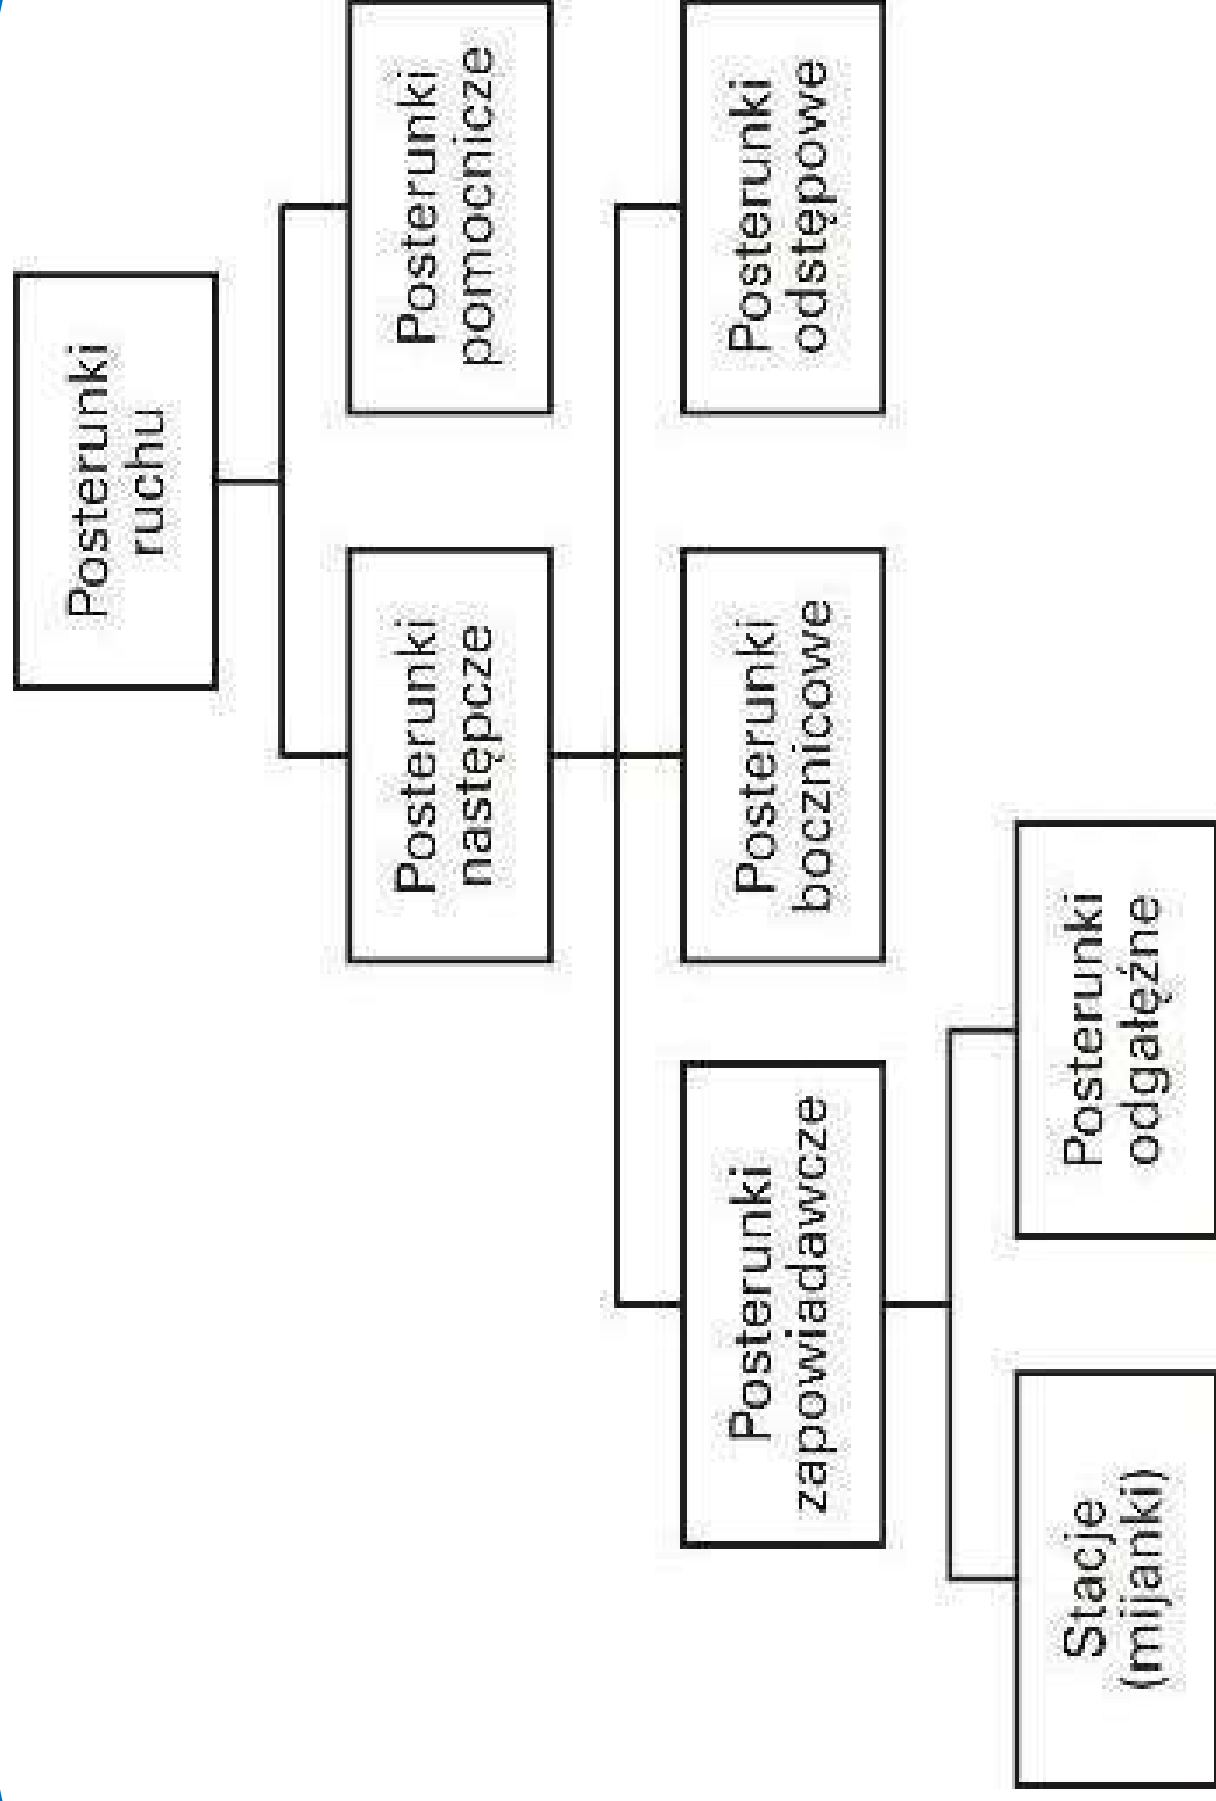 Posterunki
ruchu
Posterunki
następcze
Posterunki
pomocnicze
Posterunki
zapowiadawcze
Posterunki
bocznicowe
Posterunki
odstępowe
Stacje
(mijanki)
Posterunki
odgałęźne